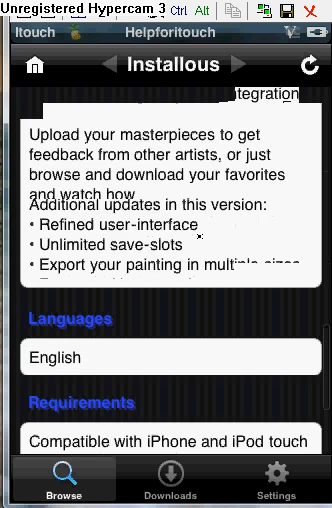 Unregistered Hypercam 3
Ctrl Alt
Itouch Helpforitouch
Installous
ntegration
Upload your masterpieces to get
feedback from other artists, or just
browse and download your favorites
and watch how
Additional updates in this version:
• Refined user-interface
• Unlimited save-slots
• Export your painting in multiple sizes
Languages
English
Requirements
Compatible with iPhone and iPod touch
Browse Downloads Settings